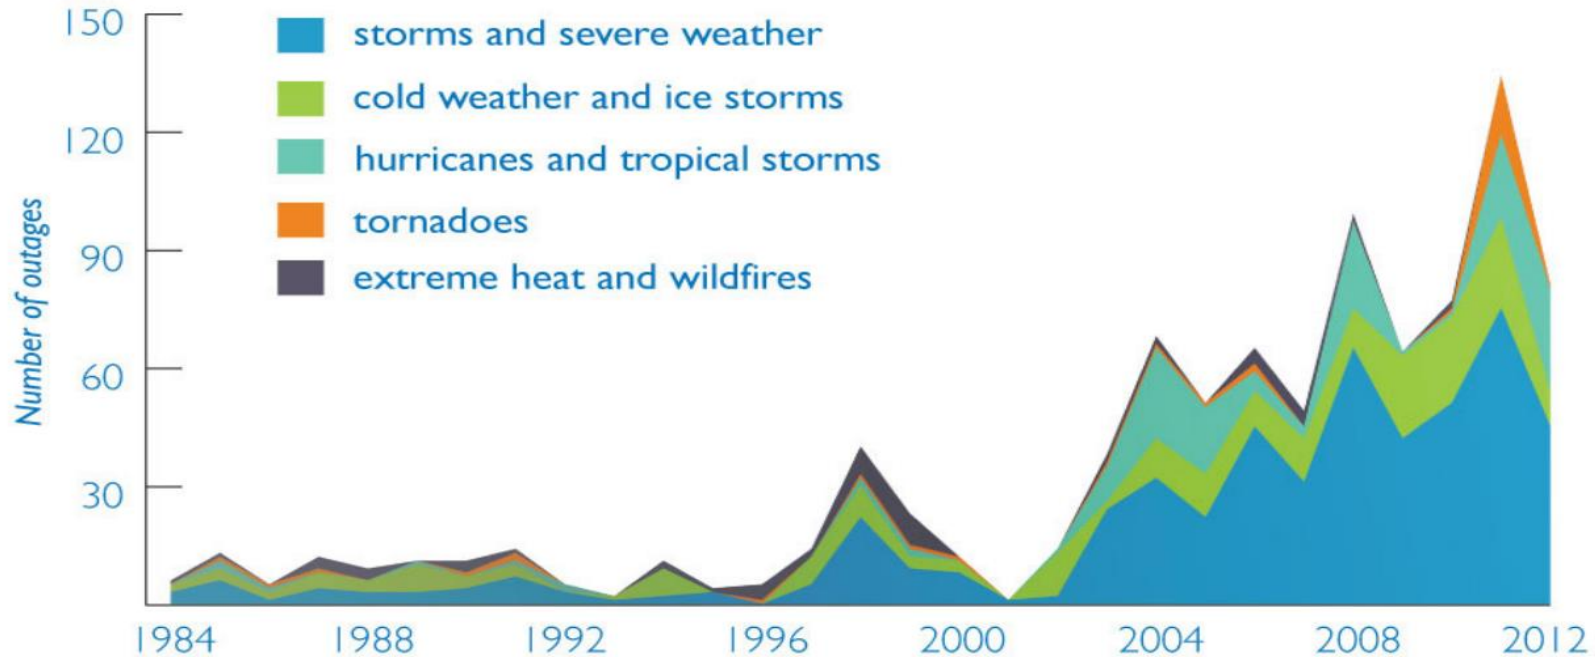 150
120
90
60
30
Number of outages
storms and severe weather
cold weather and ice storms
hurricanes and tropical storms
tornadoes
extreme heat and wildfires
1984 1988 1992 1996 2000 2004 2008 2012